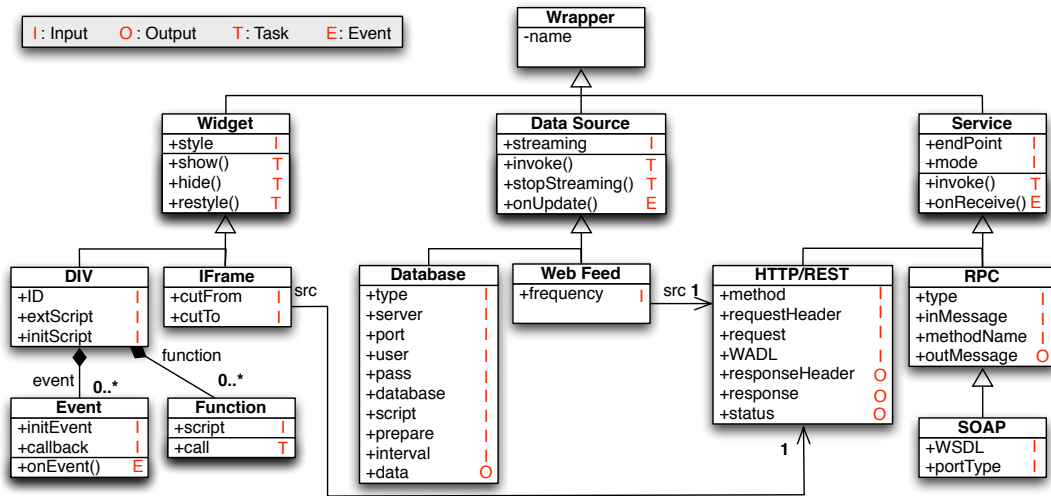 I : Input O : Output T : Task E : Event
Wrapper
-name
Widget
+style I
+show() T
+hide() T
+restyle() T
Data Source
+streaming I
+invoke() T
+stopStreaming() T
+onUpdate() E
Service
+endPoint I
+mode I
+invoke() T
+onReceive() E
DIV
+ID I
+extScript I
+initScript I
IFrame
+cutFrom I
+cutTo I
src
Database
+type I
+server I
+port I
+user I
+pass I
+database I
+script I
+prepare I
+interval I
+data O
Web Feed
+frequency I
src 1
HTTP/REST
+method I
+requestHeader I
+request I
+WADL I
+responseHeader O
+response O
+status O
RPC
+type I
+inMessage I
+methodName I
+outMessage O
function
event
0..*
0..*
Event
+initEvent I
+callback I
+onEvent() E
Function
+script I
+call T
1
SOAP
+WSDL I
+portType I